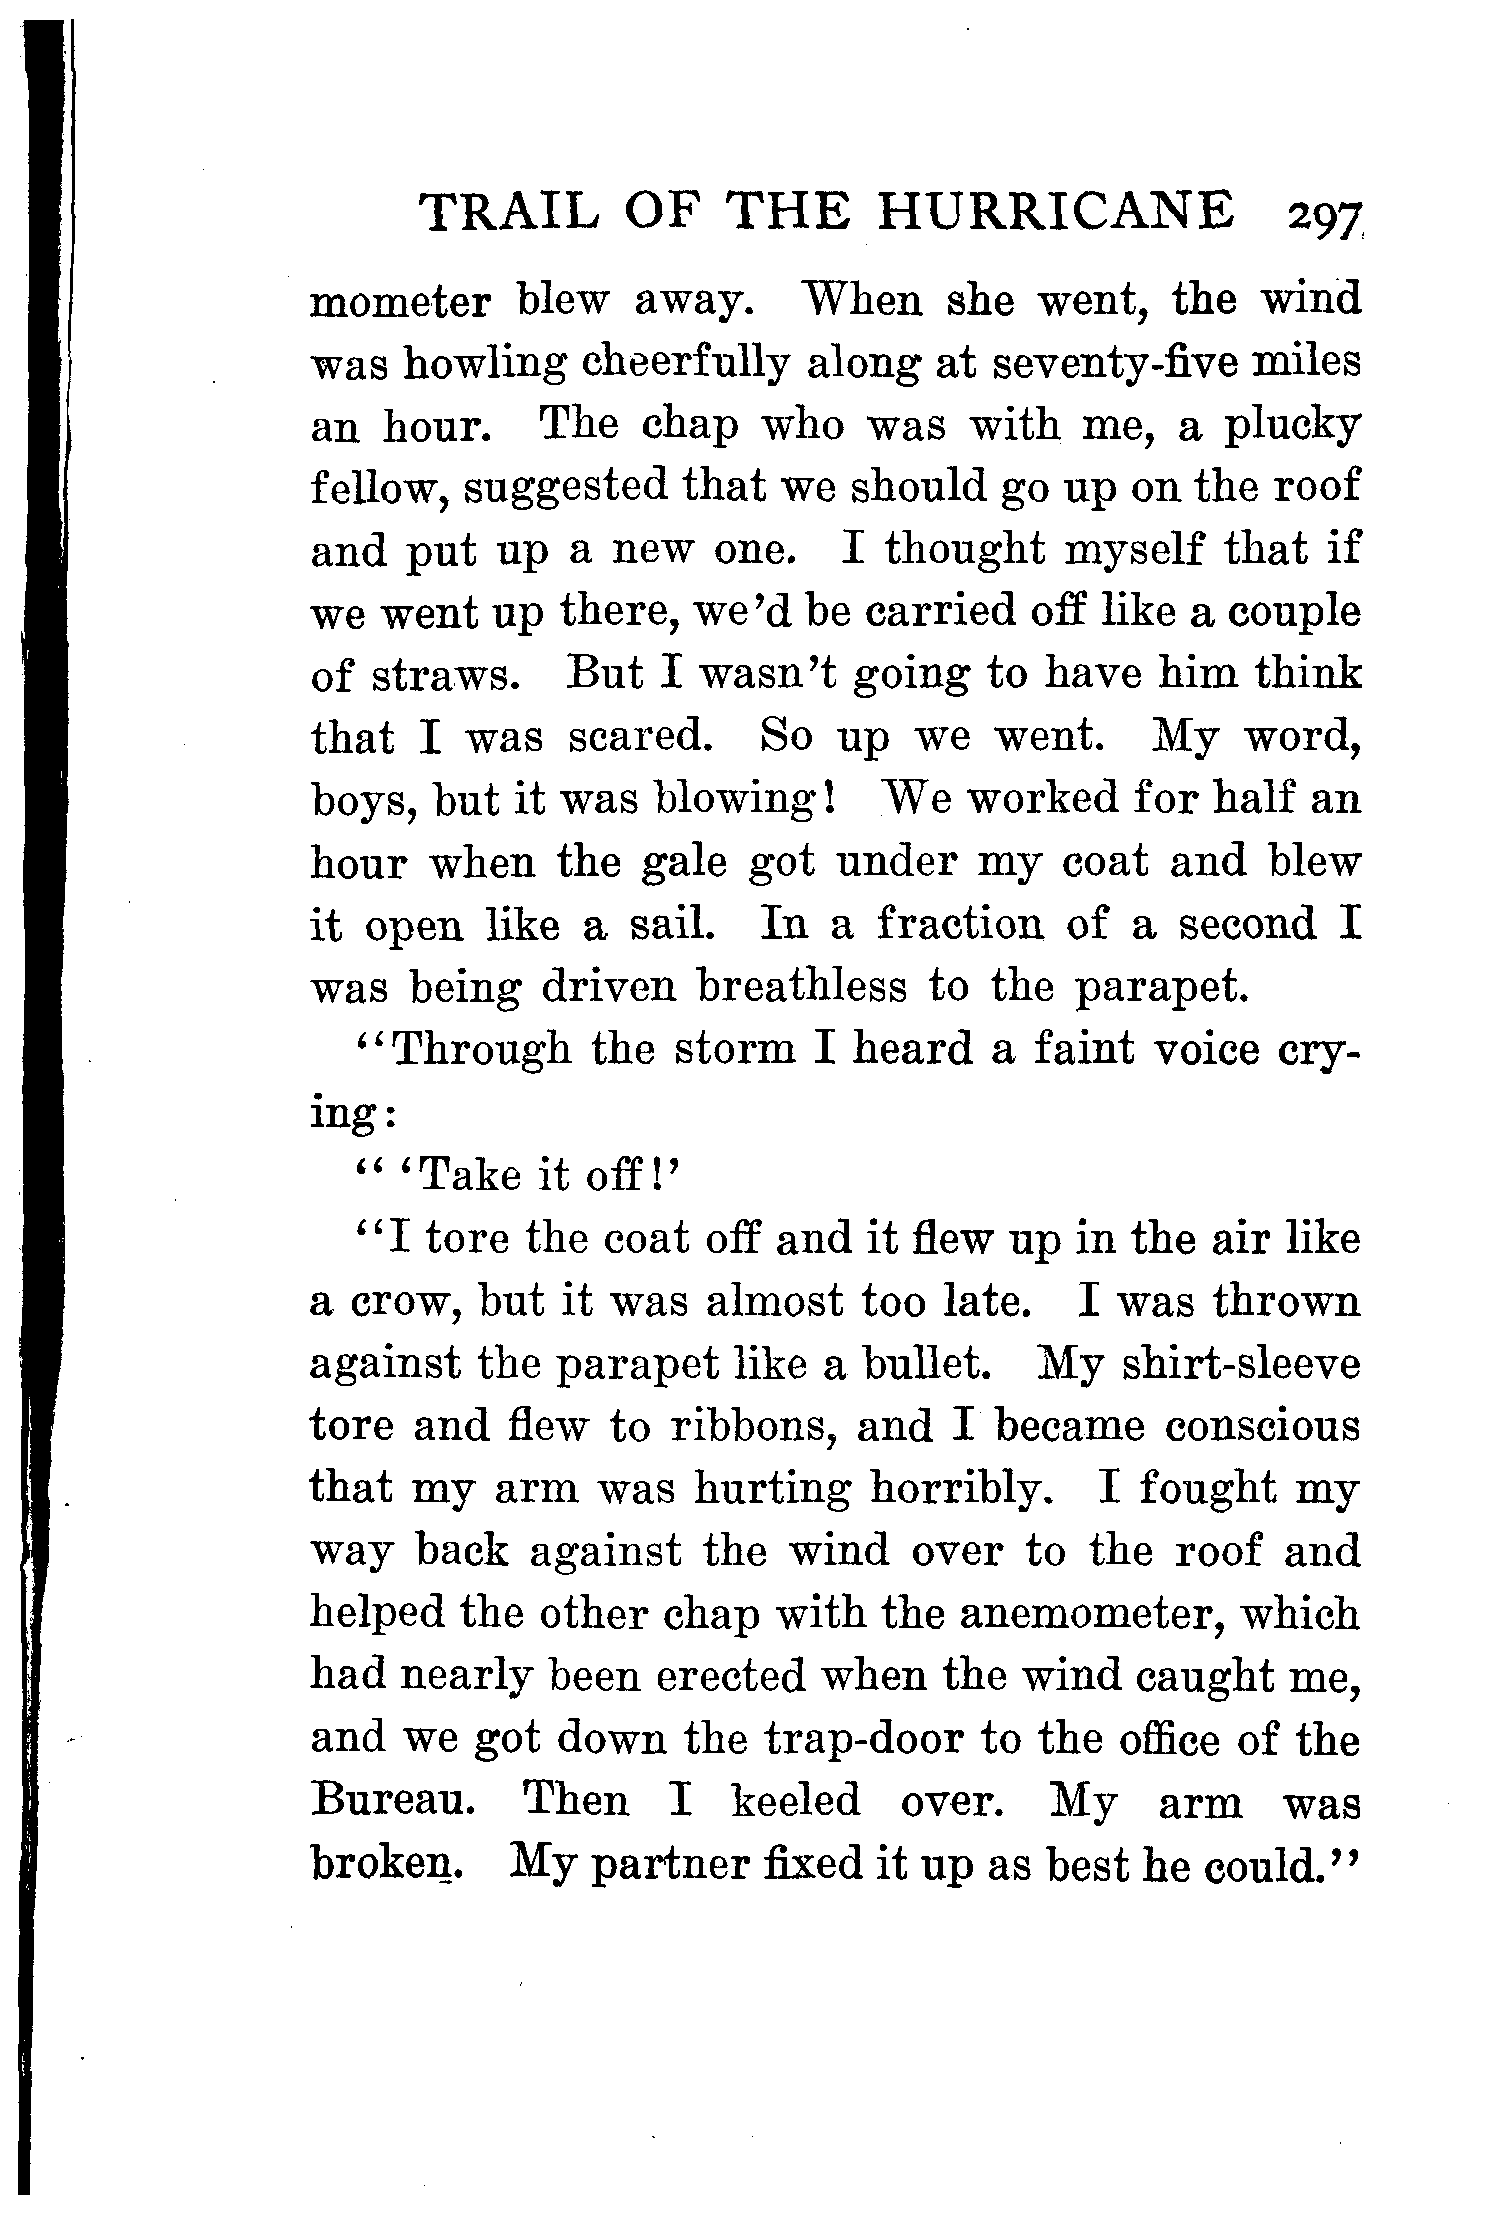 TRAIL OF THE HURRICANE 297
mometer blew away. When she went, the wind
was howling cheerfully along at seventy-five miles
an hour. The chap who was with me, a plucky
fellow, suggested that we should go up on the roof
and put up a new one. I thought myself that if
we went up there, we'd be carried off like a couple
of straws. But I wasn't going to have him think
that I was scared. So up we went. My word,
boys, but it was blowing! We worked for half an
hour when the gale got under my coat and blew
it open like a sail. In a fraction of a second I
was being driven breathless to the parapet.
"Through the storm I heard a faint voice cry-
ing:
" 'Take it off!'
"I tore the coat off and it flew up in the air like
a crow, but it was almost too late. I was thrown
against the parapet like a bullet. My shirt-sleeve
tore and flew to ribbons, and I became conscious
that my arm was hurting horribly. I fought my
way back against the wind over to the roof and
helped the other chap with the anemometer, which
had nearly been erected when the wind caught me,
and we got down the trap-door to the office of the
Bureau. Then I keeled over. My arm was
broken. My partner fixed it up as best he could."